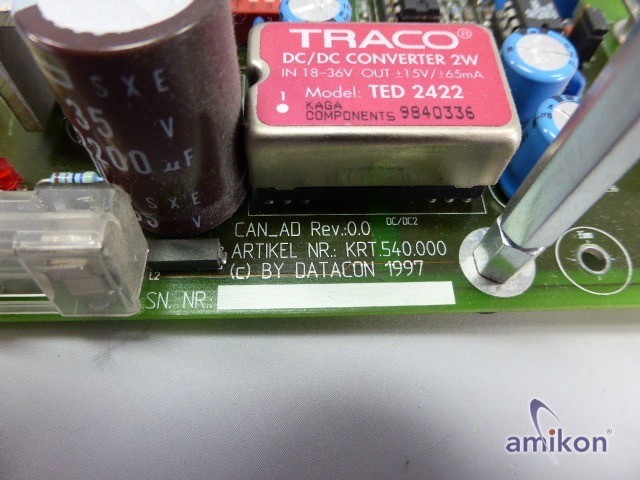 TRACO®
DC/DC CONVERTER 2W
IN 18-36V OUT ±15V/±65mA
Model: TED 2422
1
KAGA
COMPONENTS 9840336
SXE
35 V
200 µF
SXE
CAN_AD Rev.:0.0
DC/DC2
ARTIKEL NR.: KRT.540.000
(c) BY DATACON 1997
L2
SN. NR.
amikon